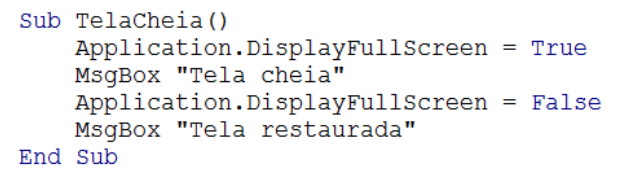 Sub TelaCheia()
    Application.DisplayFullScreen = True
    MsgBox "Tela cheia"
    Application.DisplayFullScreen = False
    MsgBox "Tela restaurada"
End Sub